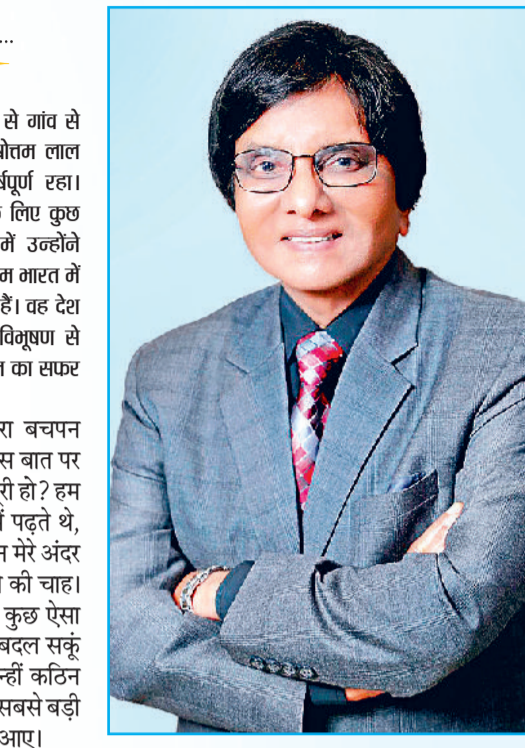 ...
से गांव से
षोत्तम लाल
र्षपूर्ण रहा।
लिए कुछ
में उन्होंने
म भारत में
हैं। वह देश
विभूषण से
का सफर
रा बचपन
स बात पर
री हो? हम
पढ़ते थे,
न मेरे अंदर
की चाह।
कुछ ऐसा
बदल सकूं
न्हीं कठिन
सबसे बड़ी
आए।